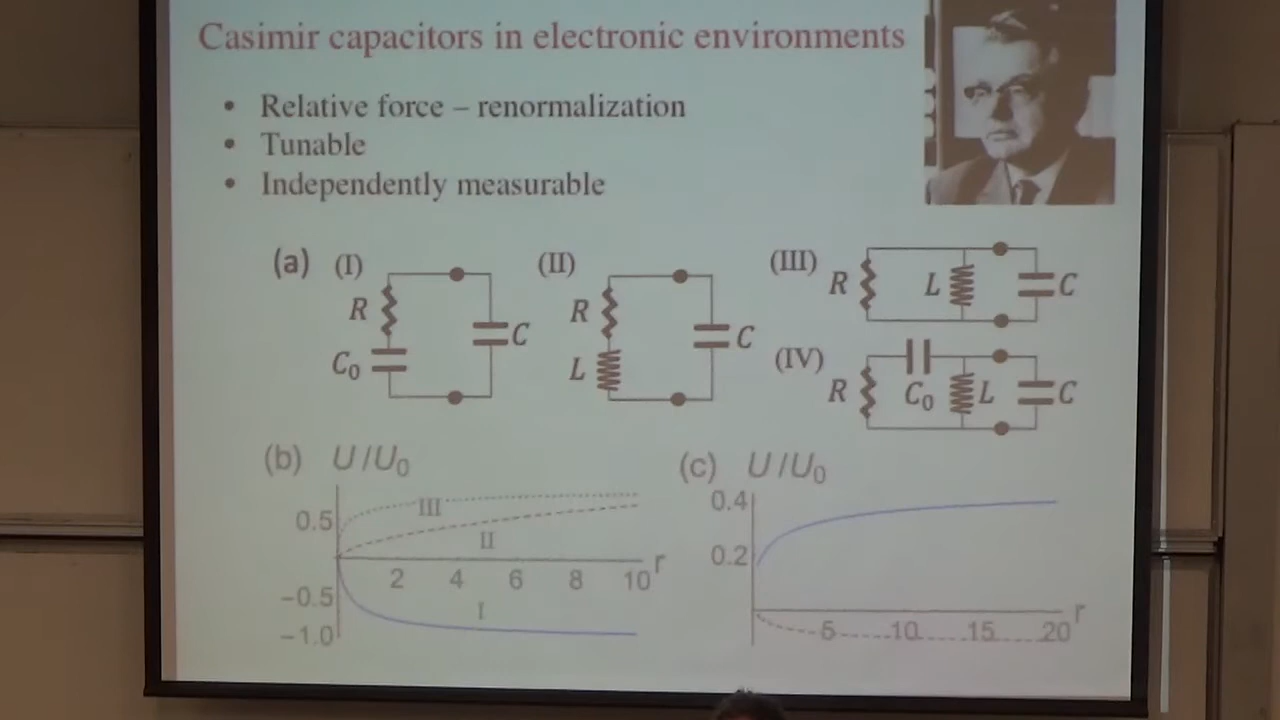 Casimir capacitors in electronic environments
• Relative force – renormalization
• Tunable
• Independently measurable
(a) (I)
R
C₀
C
(II)
R
L
C
(III)
R
L
C
(IV)
R
C₀
L
C
(b) U/U₀
0.5
−0.5
−1.0
III
II
I
2 4 6 8 10 r
(c) U/U₀
0.4
0.2
5 10 15 20 r